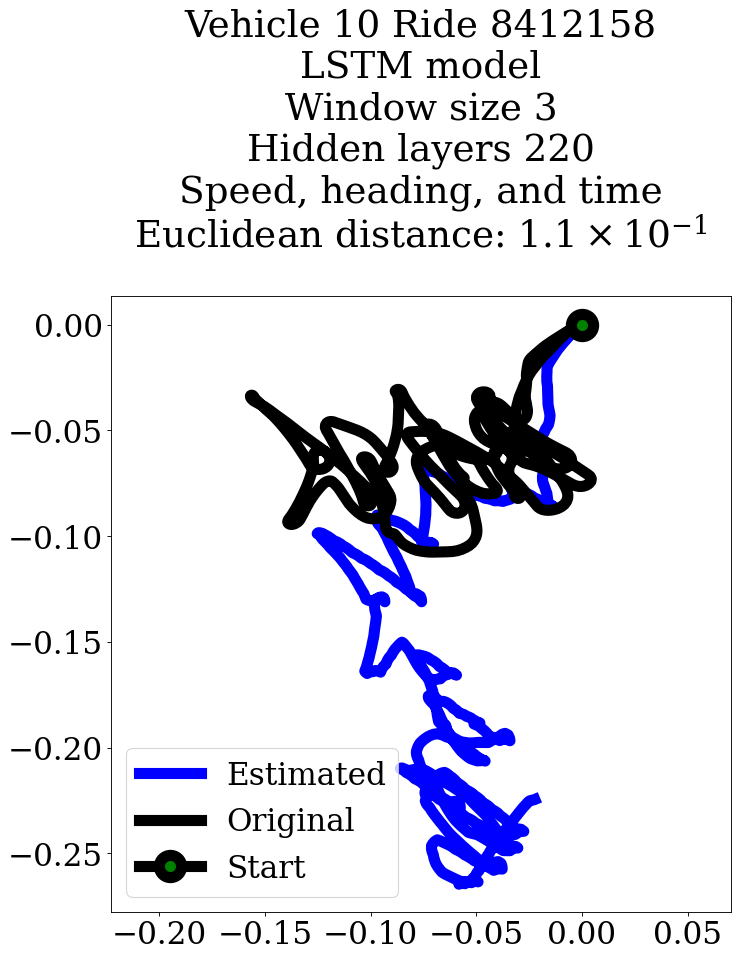 Vehicle 10 Ride 8412158
LSTM model
Window size 3
Hidden layers 220
Speed, heading, and time
Euclidean distance: 1.1 × 10⁻¹
0.00
−0.05
−0.10
−0.15
−0.20
−0.25
Estimated
Original
Start
−0.20 −0.15 −0.10 −0.05 0.00 0.05